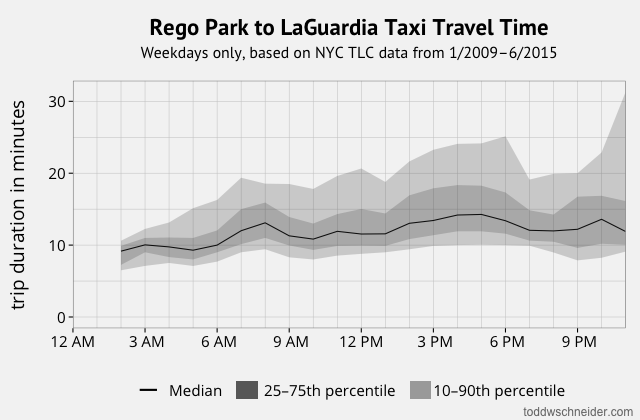 Rego Park to LaGuardia Taxi Travel Time
Weekdays only, based on NYC TLC data from 1/2009–6/2015
trip duration in minutes
30
20
10
0
12 AM 3 AM 6 AM 9 AM 12 PM 3 PM 6 PM 9 PM
Median 25–75th percentile 10–90th percentile
toddwschneider.com